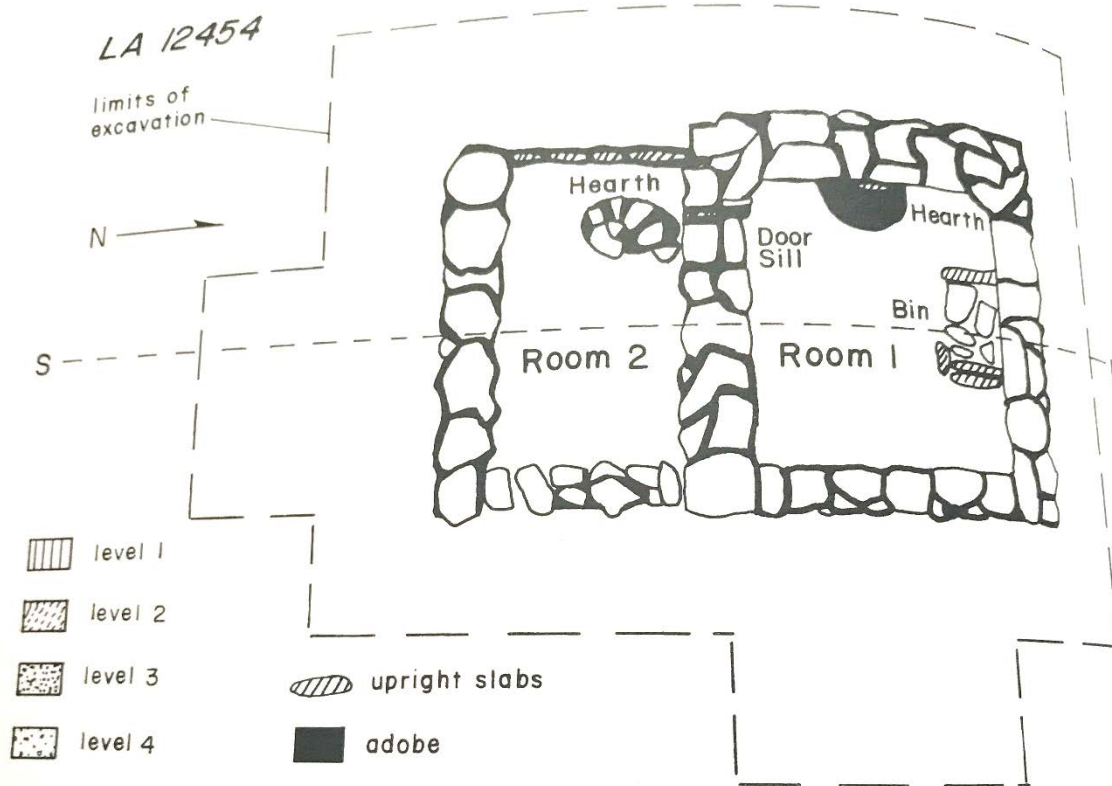 LA 12454
limits of
excavation
N
S
Hearth
Door
Sill
Hearth
Bin
Room 2
Room 1
level 1
level 2
level 3
level 4
upright slabs
adobe